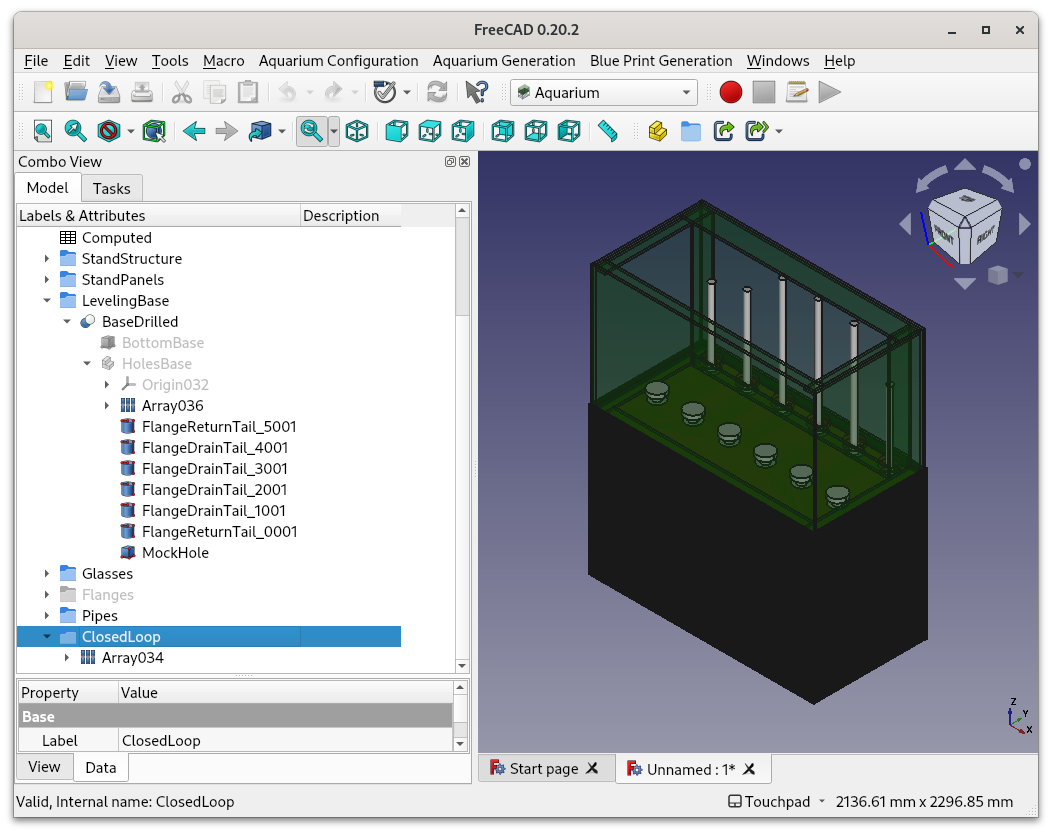 FreeCAD 0.20.2
File Edit View Tools Macro Aquarium Configuration Aquarium Generation Blue Print Generation Windows Help
Aquarium
Combo View
Model Tasks
Labels & Attributes Description
Computed
StandStructure
StandPanels
LevelingBase
BaseDrilled
BottomBase
HolesBase
Origin032
Array036
FlangeReturnTail_5001
FlangeDrainTail_4001
FlangeDrainTail_3001
FlangeDrainTail_2001
FlangeDrainTail_1001
FlangeReturnTail_0001
MockHole
Glasses
Flanges
Pipes
ClosedLoop
Array034
Property Value
Base
Label ClosedLoop
View Data
FRONT RIGHT
Z
Y
X
Start page Unnamed : 1*
Valid, Internal name: ClosedLoop Touchpad 2136.61 mm x 2296.85 mm